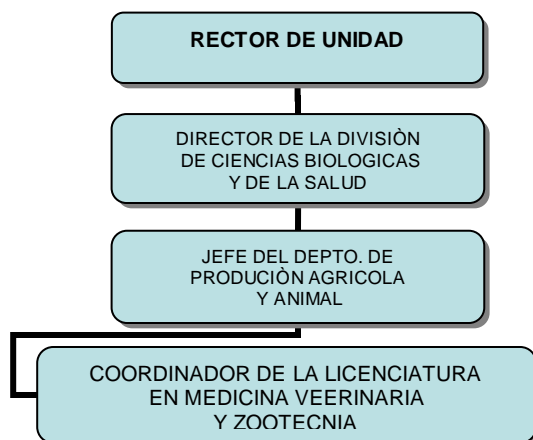 RECTOR DE UNIDAD
DIRECTOR DE LA DIVISIÒN
DE CIENCIAS BIOLOGICAS
Y DE LA SALUD
JEFE DEL DEPTO. DE
PRODUCIÒN AGRICOLA
Y ANIMAL
COORDINADOR DE LA LICENCIATURA
EN MEDICINA VEERINARIA
Y ZOOTECNIA